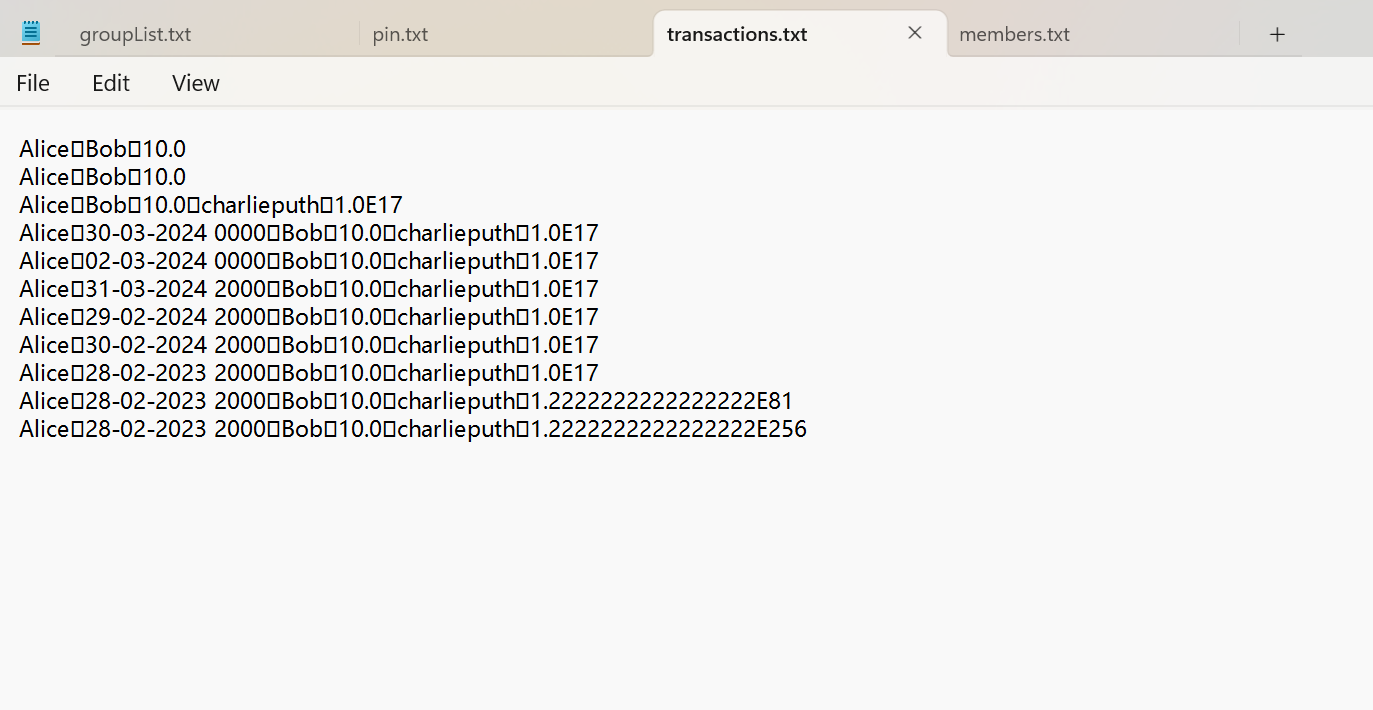 groupList.txt
pin.txt
transactions.txt
members.txt
File
Edit
View
Alice▯Bob▯10.0
Alice▯Bob▯10.0
Alice▯Bob▯10.0▯charlieputh▯1.0E17
Alice▯30-03-2024 0000▯Bob▯10.0▯charlieputh▯1.0E17
Alice▯02-03-2024 0000▯Bob▯10.0▯charlieputh▯1.0E17
Alice▯31-03-2024 2000▯Bob▯10.0▯charlieputh▯1.0E17
Alice▯29-02-2024 2000▯Bob▯10.0▯charlieputh▯1.0E17
Alice▯30-02-2024 2000▯Bob▯10.0▯charlieputh▯1.0E17
Alice▯28-02-2023 2000▯Bob▯10.0▯charlieputh▯1.0E17
Alice▯28-02-2023 2000▯Bob▯10.0▯charlieputh▯1.2222222222222222E81
Alice▯28-02-2023 2000▯Bob▯10.0▯charlieputh▯1.2222222222222222E256